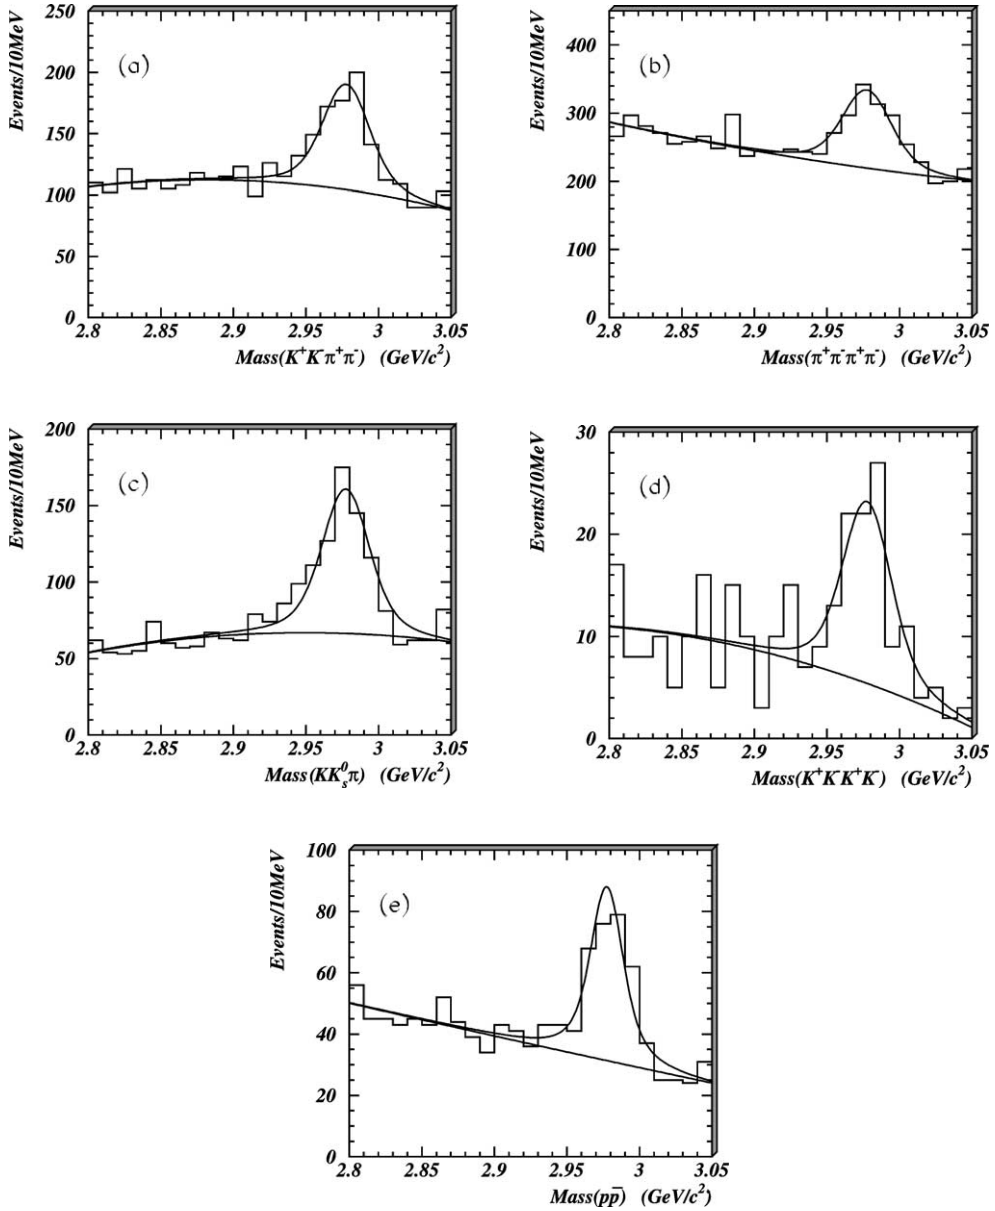 Events/10MeV
250
200
150
100
50
0
(a)
2.8 2.85 2.9 2.95 3 3.05
Mass(K⁺K⁻π⁺π⁻) (GeV/c²)
Events/10MeV
400
300
200
100
0
(b)
2.8 2.85 2.9 2.95 3 3.05
Mass(π⁺π⁻π⁺π⁻) (GeV/c²)
Events/10MeV
200
150
100
50
0
(c)
2.8 2.85 2.9 2.95 3 3.05
Mass(KK⁰ₛπ) (GeV/c²)
Events/10MeV
30
20
10
0
(d)
2.8 2.85 2.9 2.95 3 3.05
Mass(K⁺K⁻K⁺K⁻) (GeV/c²)
Events/10MeV
100
80
60
40
20
0
(e)
2.8 2.85 2.9 2.95 3 3.05
Mass(pp̄) (GeV/c²)